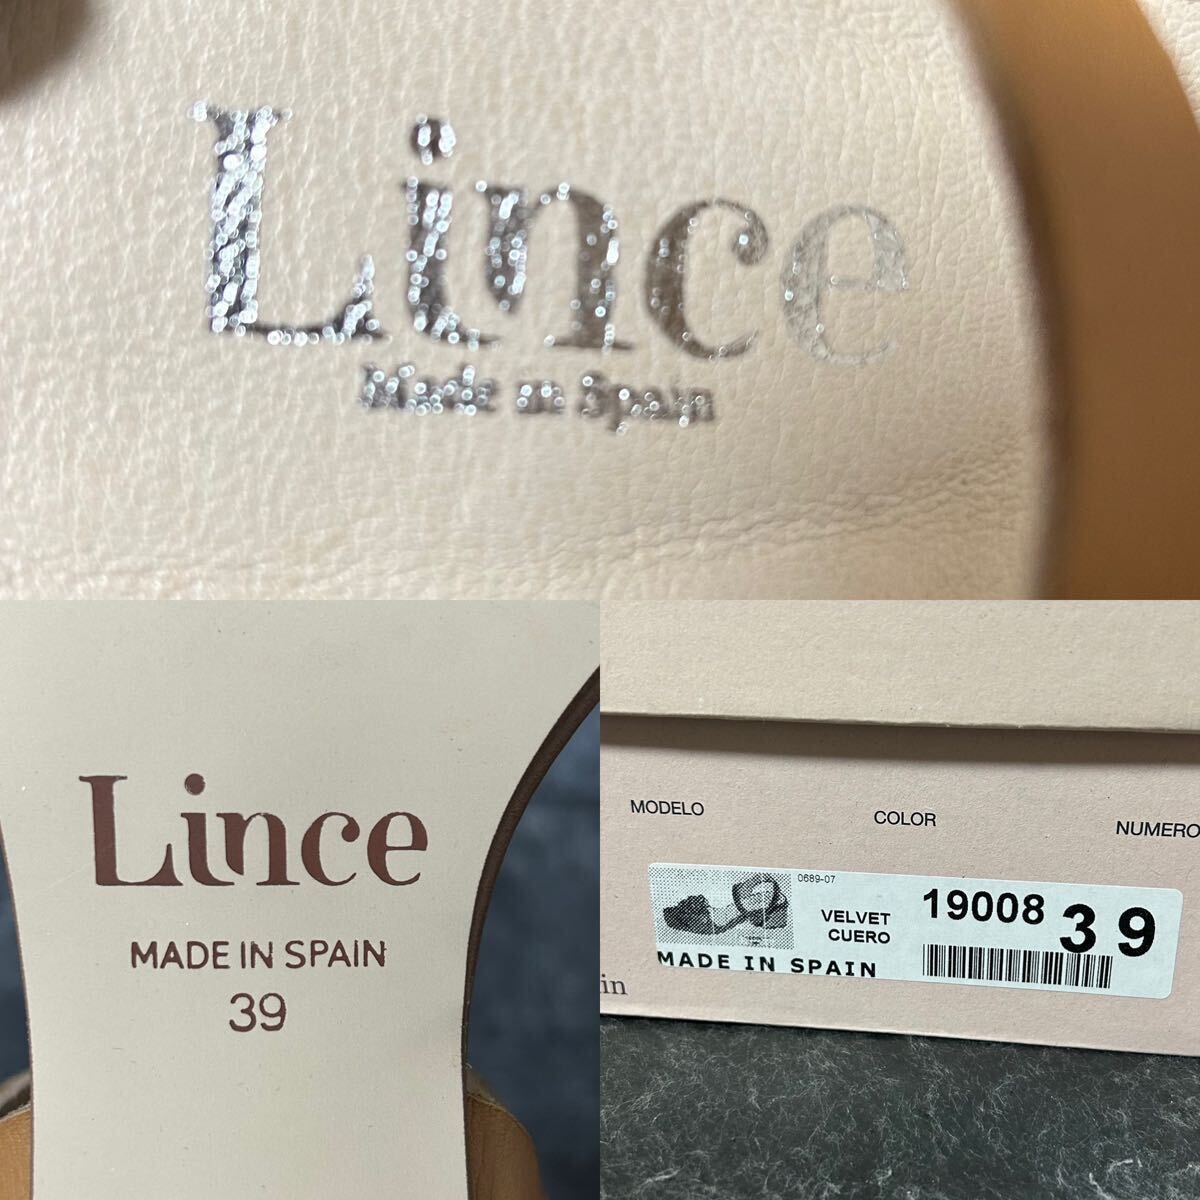 Lince
Made in Spain
Lince
MADE IN SPAIN
39
MODELO
COLOR
NUMERO
0689-07
VELVET
CUERO
19008
39
MADE IN SPAIN
in